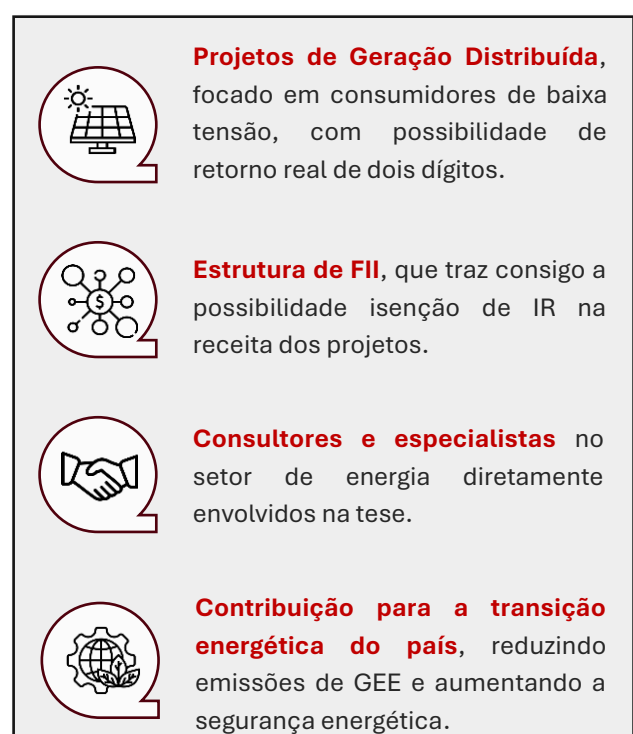 Projetos de Geração Distribuída,
focado em consumidores de baixa
tensão, com possibilidade de
retorno real de dois dígitos.
Estrutura de FII, que traz consigo a
possibilidade isenção de IR na
receita dos projetos.
Consultores e especialistas no
setor de energia diretamente
envolvidos na tese.
Contribuição para a transição
energética do país, reduzindo
emissões de GEE e aumentando a
segurança energética.
$